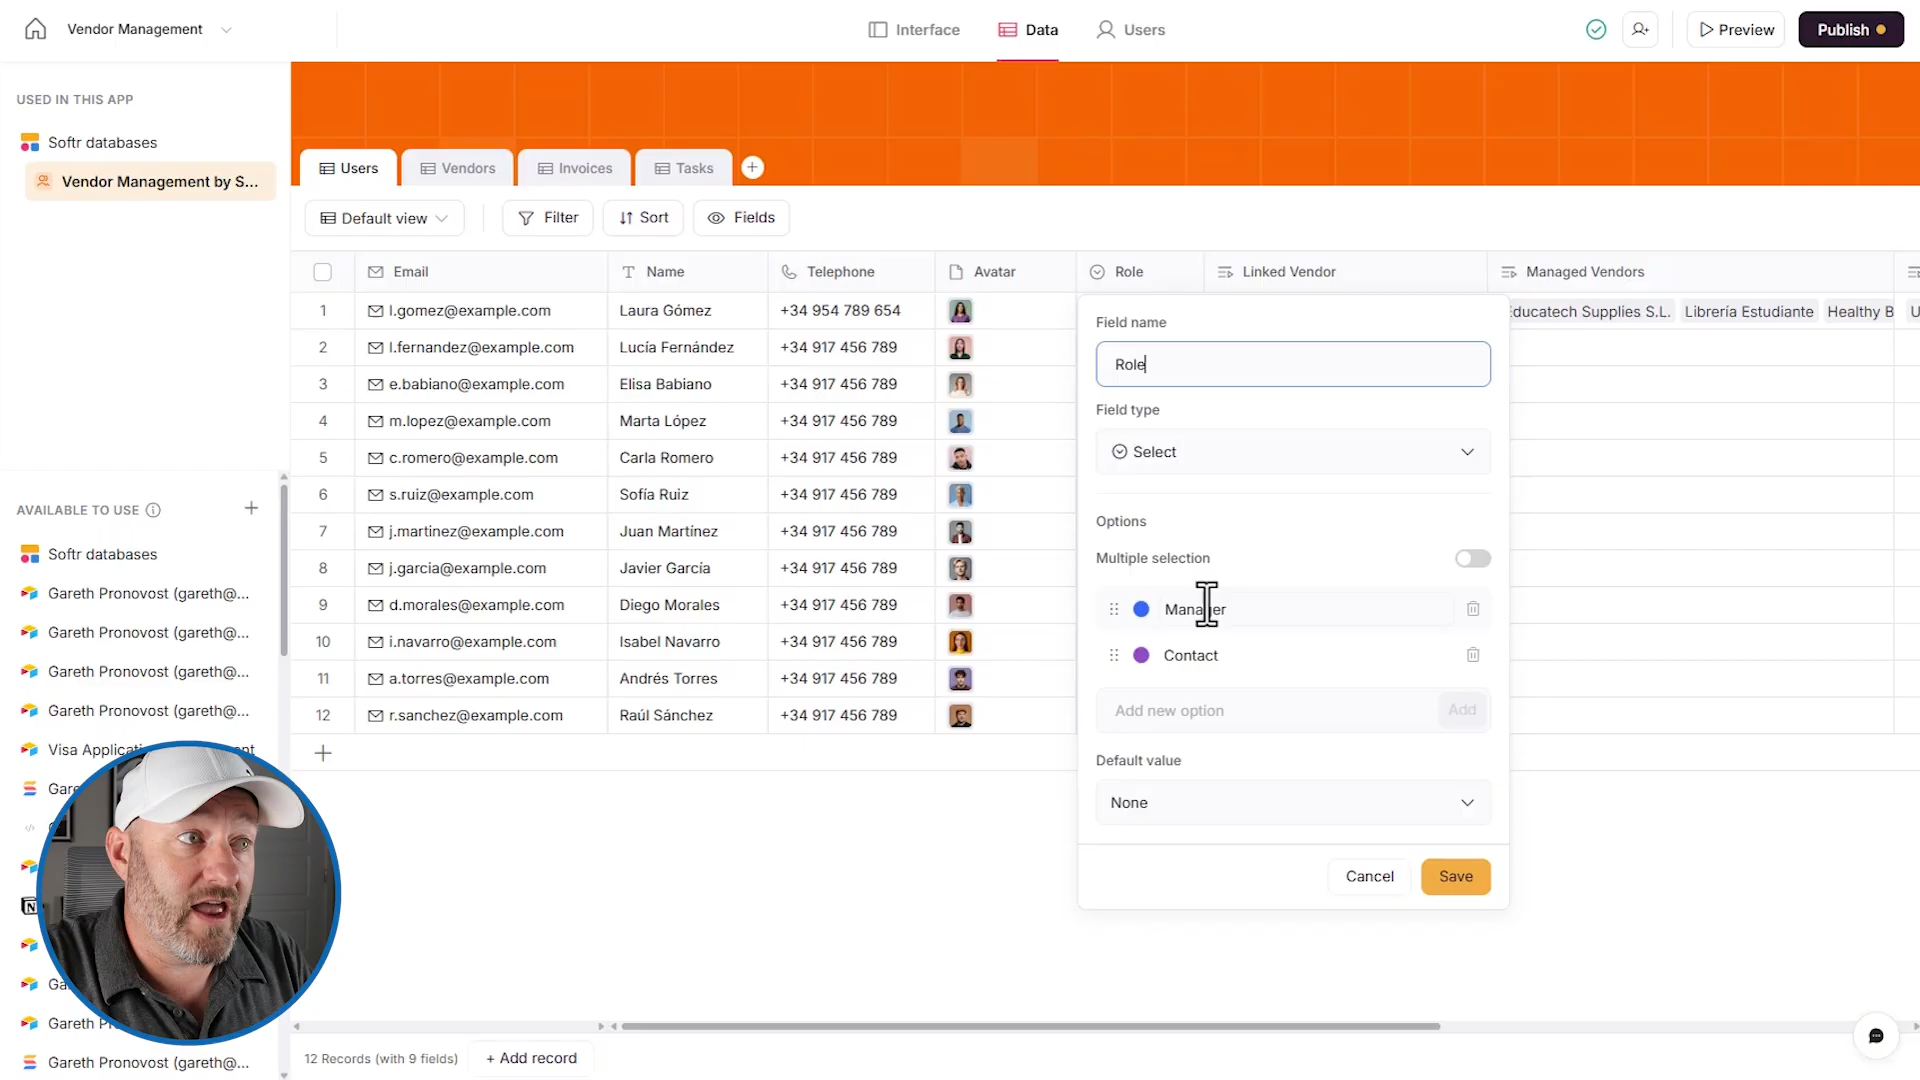 Vendor Management
Interface
Data
Users
Preview
Publish
USED IN THIS APP
Softr databases
Vendor Management by S...
Users
Vendors
Invoices
Tasks
Default view
Filter
Sort
Fields
Email
Name
Telephone
Avatar
Role
Linked Vendor
Managed Vendors
1 l.gomez@example.com Laura Gómez +34 954 789 654
Educatech Supplies S.L. Librería Estudiante Healthy B
2 l.fernandez@example.com Lucía Fernández +34 917 456 789
3 e.babiano@example.com Elisa Babiano +34 917 456 789
4 m.lopez@example.com Marta López +34 917 456 789
5 c.romero@example.com Carla Romero +34 917 456 789
6 s.ruiz@example.com Sofía Ruiz +34 917 456 789
7 j.martinez@example.com Juan Martínez +34 917 456 789
8 j.garcia@example.com Javier García +34 917 456 789
9 d.morales@example.com Diego Morales +34 917 456 789
10 i.navarro@example.com Isabel Navarro +34 917 456 789
11 a.torres@example.com Andrés Torres +34 917 456 789
12 r.sanchez@example.com Raúl Sánchez +34 917 456 789
Field name
Role
Field type
Select
Options
Multiple selection
Manager
Contact
Add new option
Add
Default value
None
Cancel
Save
AVAILABLE TO USE
Softr databases
Gareth Pronovost (gareth@...
Gareth Pronovost (gareth@...
Gareth Pronovost (gareth@...
Gareth Pronovost (gareth@...
Gareth Pronovost (gareth@...
12 Records (with 9 fields)
+ Add record